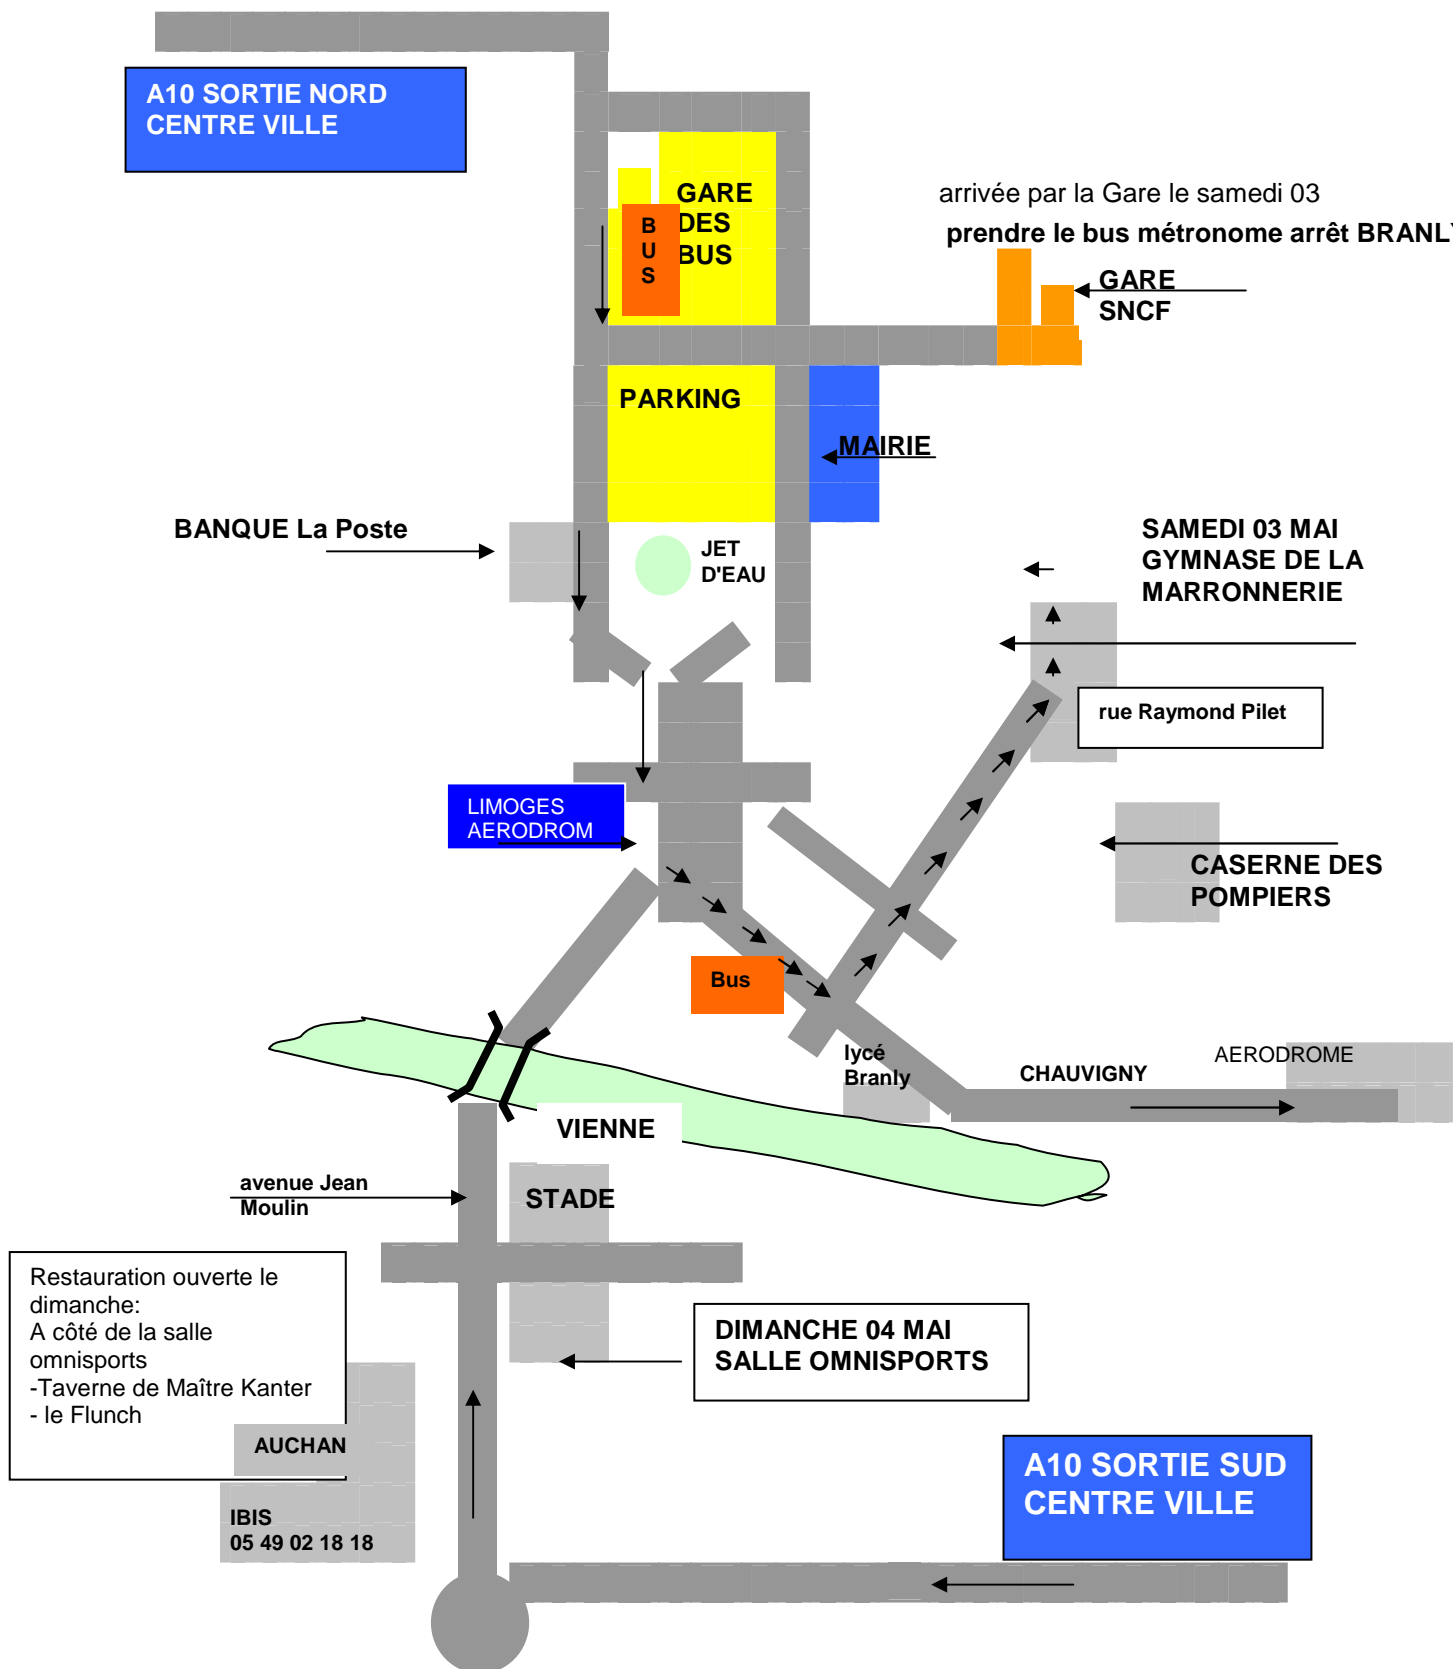 A10 SORTIE NORD
CENTRE VILLE
GARE
DES
BUS
B
U
S
arrivée par la Gare le samedi 03
prendre le bus métronome arrêt BRANLY
GARE
SNCF
PARKING
MAIRIE
BANQUE La Poste
JET
D'EAU
SAMEDI 03 MAI
GYMNASE DE LA
MARRONNERIE
rue Raymond Pilet
LIMOGES
AERODROM
CASERNE DES
POMPIERS
Bus
lycé
Branly
CHAUVIGNY
AERODROME
VIENNE
avenue Jean
Moulin
STADE
Restauration ouverte le
dimanche:
A côté de la salle
omnisports
-Taverne de Maître Kanter
- le Flunch
DIMANCHE 04 MAI
SALLE OMNISPORTS
AUCHAN
A10 SORTIE SUD
CENTRE VILLE
IBIS
05 49 02 18 18